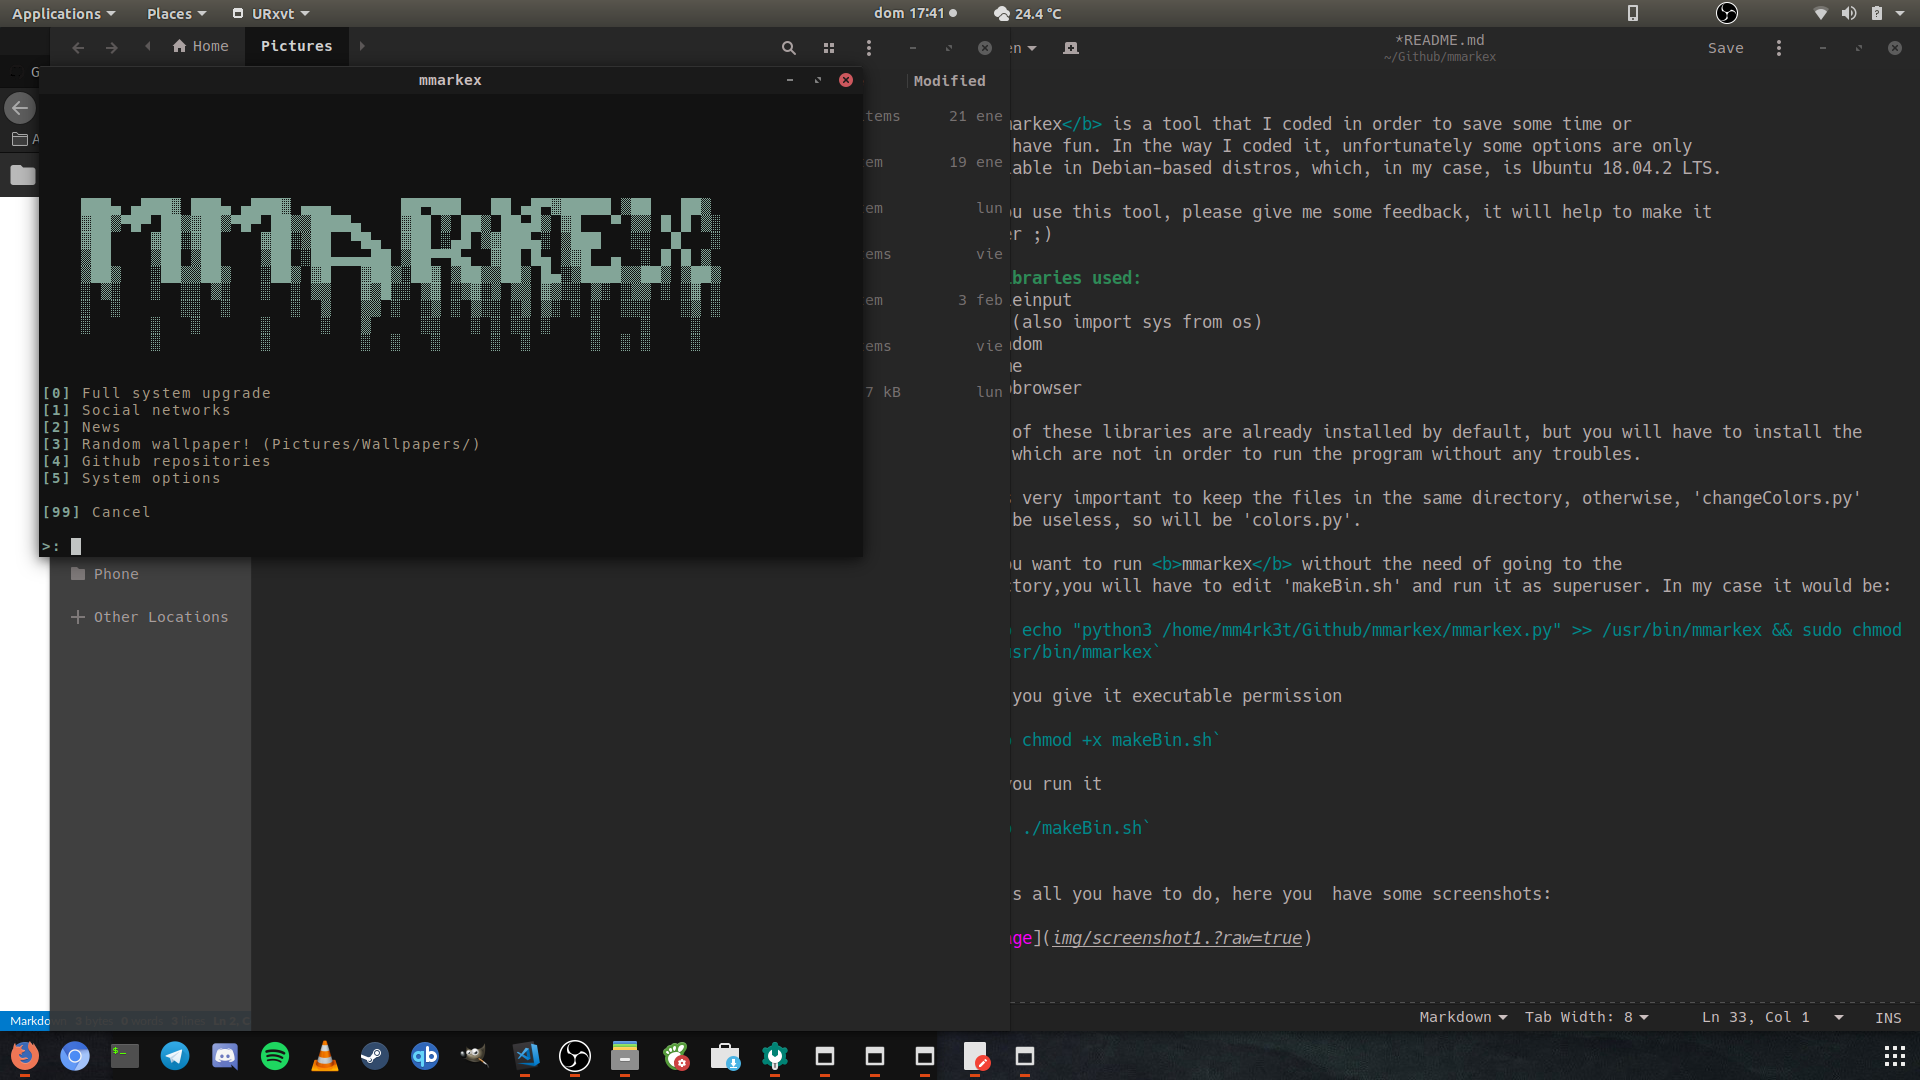 Applications Places URxvt dom 17:41 24.4 °C
Home Pictures
*README.md
~/Github/mmarkex
Save
mmarkex
Modified
21 ene
19 ene
lun
vie
3 feb
vie
7 kB lun
MMARKEX
[0] Full system upgrade
[1] Social networks
[2] News
[3] Random wallpaper! (Pictures/Wallpapers/)
[4] Github repositories
[5] System options
[99] Cancel
>:
Phone
Other Locations
markex</b> is a tool that I coded in order to save some time or
have fun. In the way I coded it, unfortunately some options are only
able in Debian-based distros, which, in my case, is Ubuntu 18.04.2 LTS.
u use this tool, please give me some feedback, it will help to make it
er ;)
braries used:
einput
(also import sys from os)
dom
me
browser
of these libraries are already installed by default, but you will have to install the
which are not in order to run the program without any troubles.
s very important to keep the files in the same directory, otherwise, 'changeColors.py'
be useless, so will be 'colors.py'.
u want to run <b>mmarkex</b> without the need of going to the
tory,you will have to edit 'makeBin.sh' and run it as superuser. In my case it would be:
echo "python3 /home/mm4rk3t/Github/mmarkex/mmarkex.py" >> /usr/bin/mmarkex && sudo chmod
usr/bin/mmarkex`
you give it executable permission
chmod +x makeBin.sh`
you run it
./makeBin.sh`
s all you have to do, here you  have some screenshots:
age](img/screenshot1.?raw=true)
Markdown Tab Width: 8 Ln 33, Col 1 INS